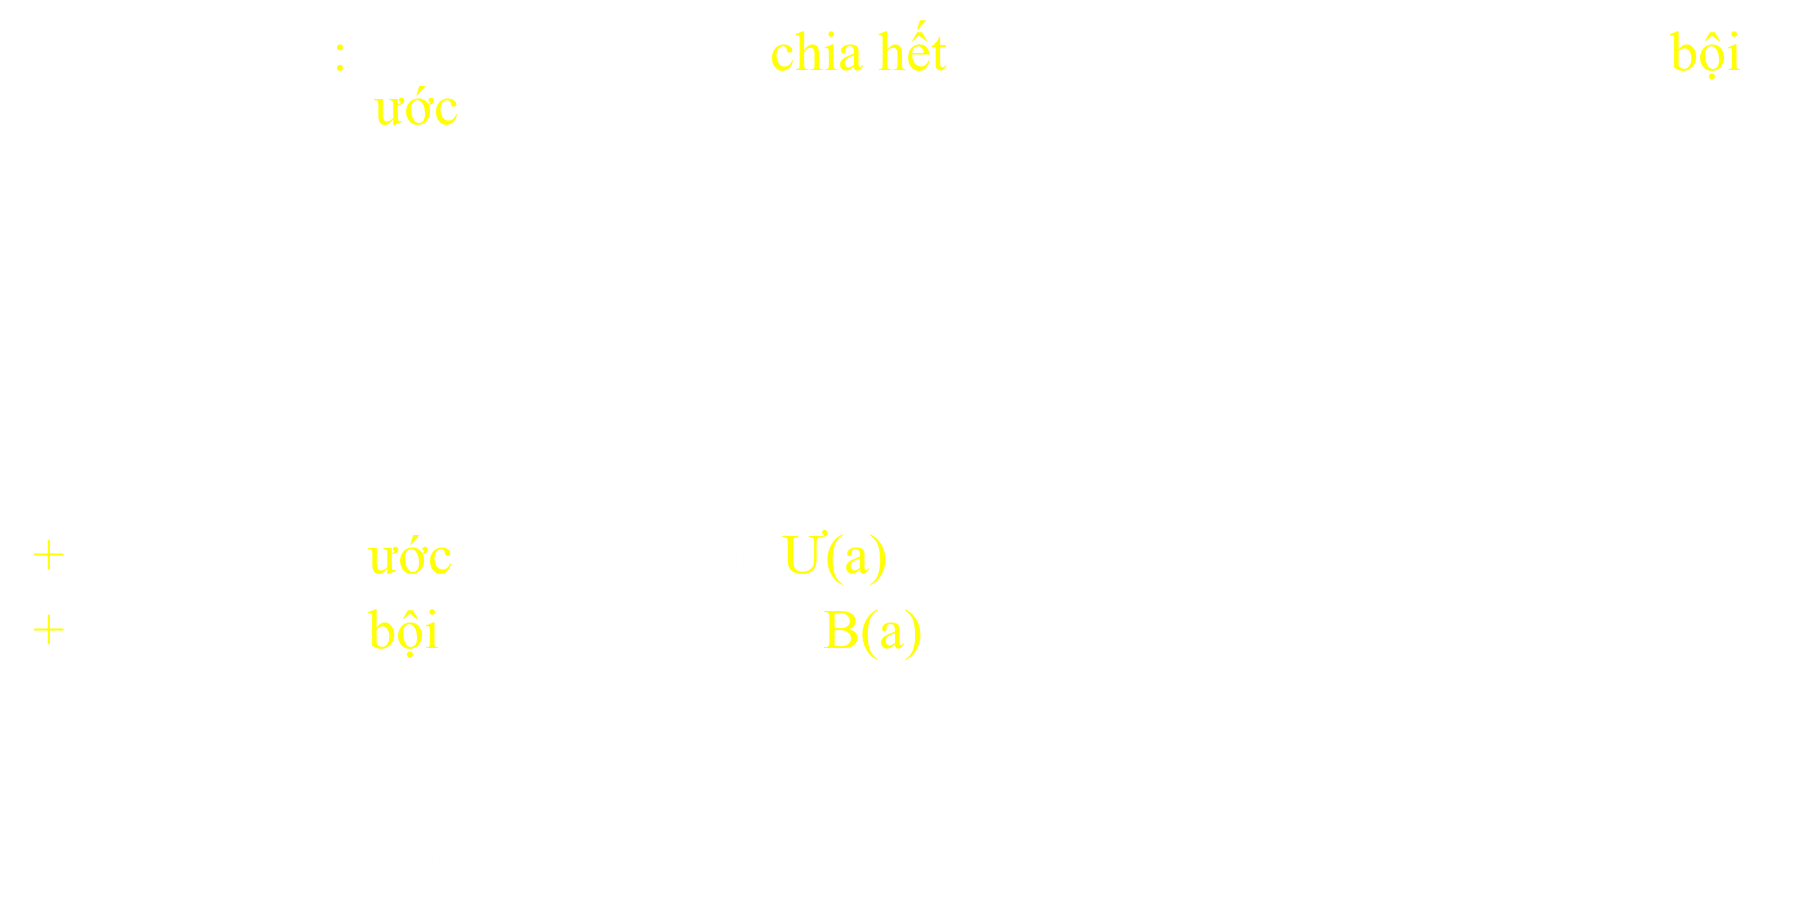 : chia hết bội
ước
+ ước Ư(a)
+ bội B(a)